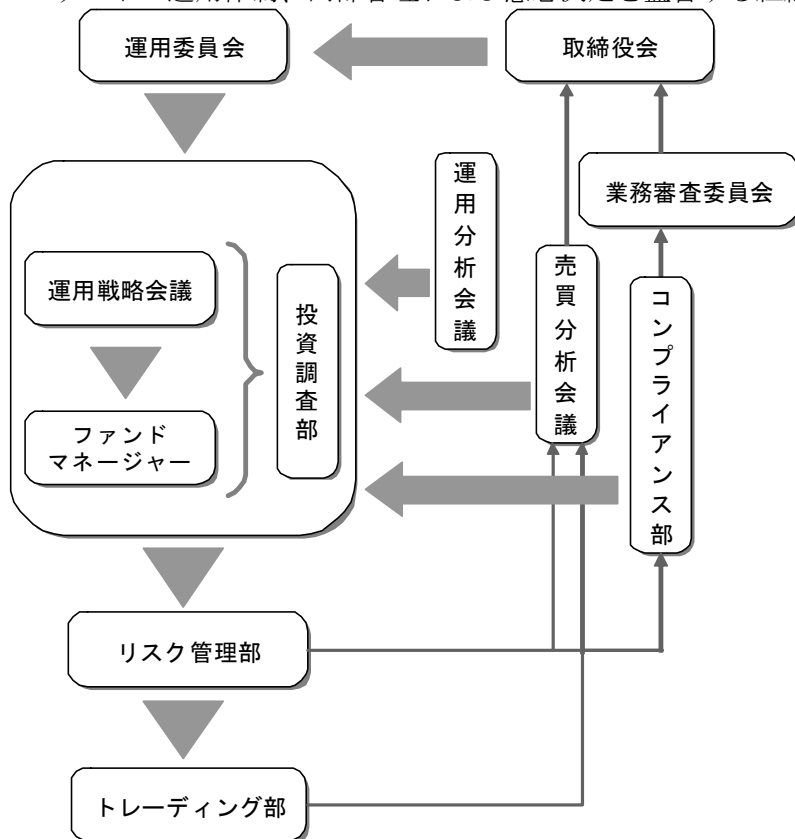 運用委員会
取締役会
運用分析会議
業務審査委員会
運用戦略会議
投資調査部
売買分析会議
コンプライアンス部
ファンド
マネージャー
リスク管理部
トレーディング部